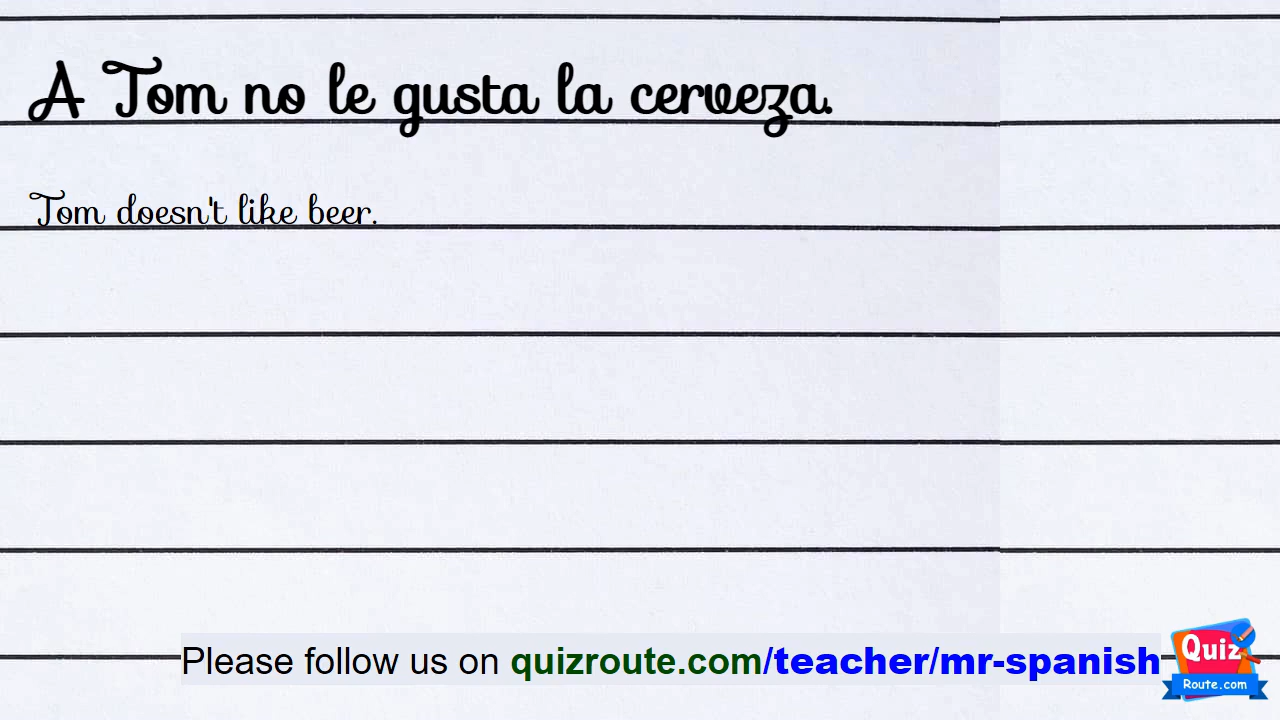 A Tom no le gusta la cerveza.
Tom doesn't like beer.
Please follow us on quizroute.com/teacher/mr-spanish
Quiz
Route.com